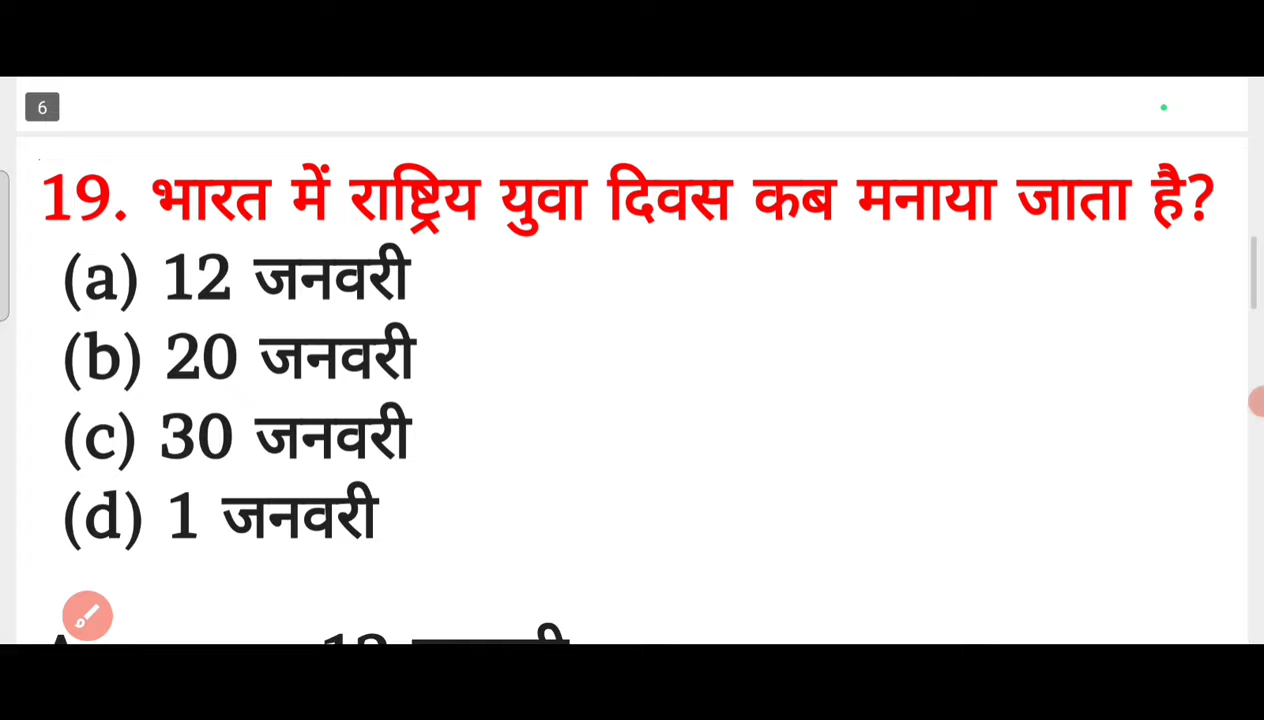 6
19. भारत में राष्ट्रिय युवा दिवस कब मनाया जाता है?
(a) 12 जनवरी
(b) 20 जनवरी
(c) 30 जनवरी
(d) 1 जनवरी